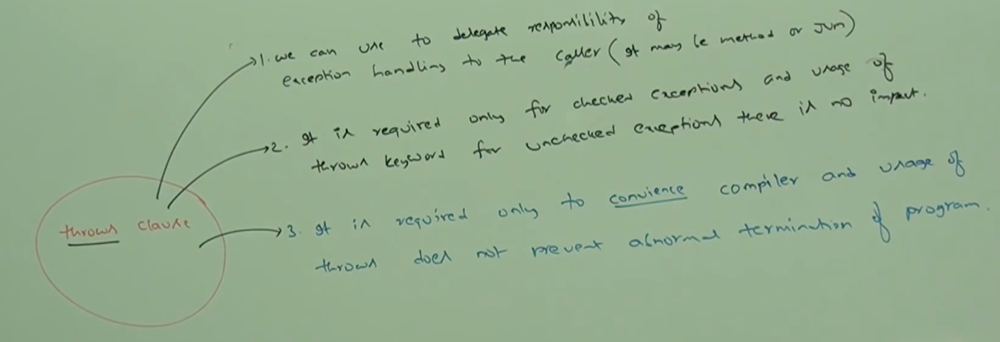 1. we can use to delegate responsibility of
exception handling to the caller (It may be method or JVM)
2. It is required only for checked exceptions and usage of
throws keyword for unchecked exceptions there is no impact.
throws clause
3. It is required only to convience compiler and usage of
throws does not prevent abnormal termination of program.